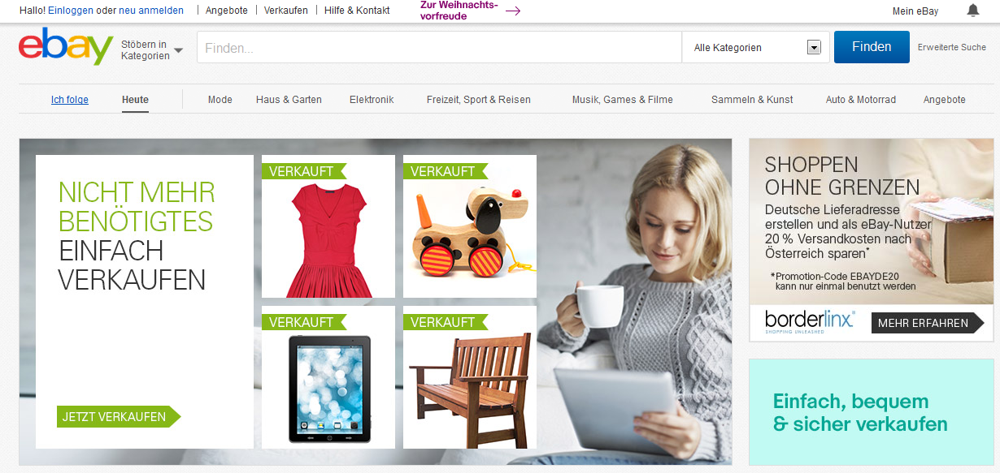 Hallo! Einloggen oder neu anmelden
Angebote
Verkaufen
Hilfe & Kontakt
Zur Weihnachts-
vorfreude
Mein eBay
ebay
Stöbern in
Kategorien
Finden...
Alle Kategorien
Finden
Erweiterte Suche
Ich folge
Heute
Mode
Haus & Garten
Elektronik
Freizeit, Sport & Reisen
Musik, Games & Filme
Sammeln & Kunst
Auto & Motorrad
Angebote
NICHT MEHR
BENÖTIGTES
EINFACH
VERKAUFEN
JETZT VERKAUFEN
VERKAUFT
VERKAUFT
VERKAUFT
VERKAUFT
SHOPPEN
OHNE GRENZEN
Deutsche Lieferadresse
erstellen und als eBay-Nutzer
20 % Versandkosten nach
Österreich sparen*
*Promotion-Code EBAYDE20
kann nur einmal benutzt werden
borderlinx®
SHOPPING UNLEASHED
MEHR ERFAHREN
Einfach, bequem
& sicher verkaufen